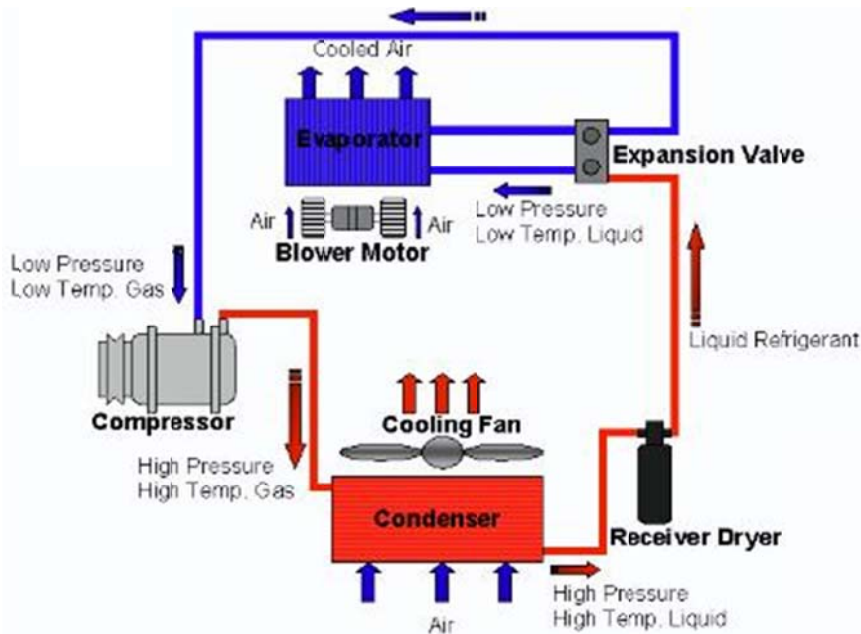 Cooled Air
Evaporator
Expansion Valve
Air
Air
Blower Motor
Low Pressure
Low Temp. Liquid
Low Pressure
Low Temp. Gas
Liquid Refrigerant
Compressor
Cooling Fan
High Pressure
High Temp. Gas
Condenser
Receiver Dryer
High Pressure
High Temp. Liquid
Air